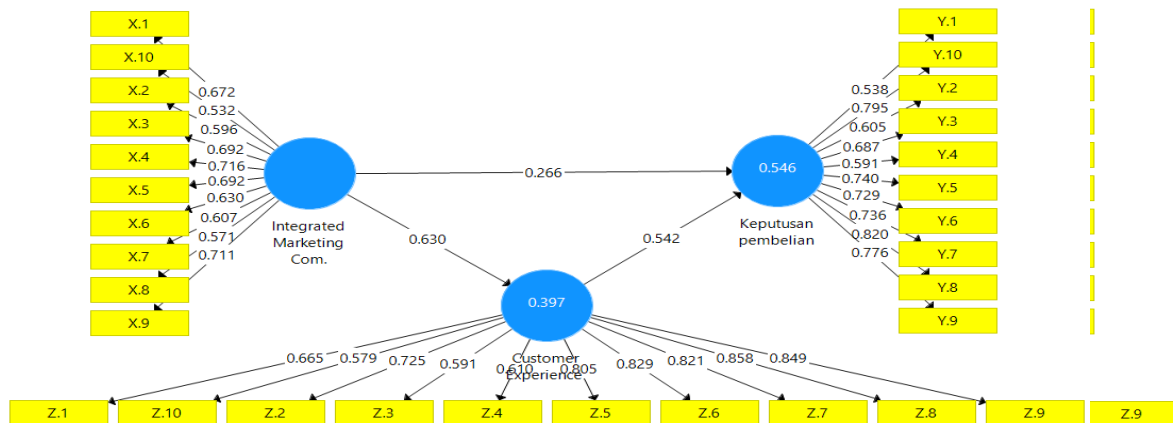 X.1
X.10
X.2
X.3
X.4
X.5
X.6
X.7
X.8
X.9
0.672
0.532
0.596
0.692
0.716
0.692
0.630
0.607
0.571
0.711
Integrated
Marketing
Com.
0.266
0.630
0.542
0.546
Keputusan
pembelian
0.538
0.795
0.605
0.687
0.591
0.740
0.729
0.736
0.820
0.776
Y.1
Y.10
Y.2
Y.3
Y.4
Y.5
Y.6
Y.7
Y.8
Y.9
0.397
Customer
Experience
0.665
0.579
0.725
0.591
0.610
0.805
0.829
0.821
0.858
0.849
Z.1
Z.10
Z.2
Z.3
Z.4
Z.5
Z.6
Z.7
Z.8
Z.9
Z.9